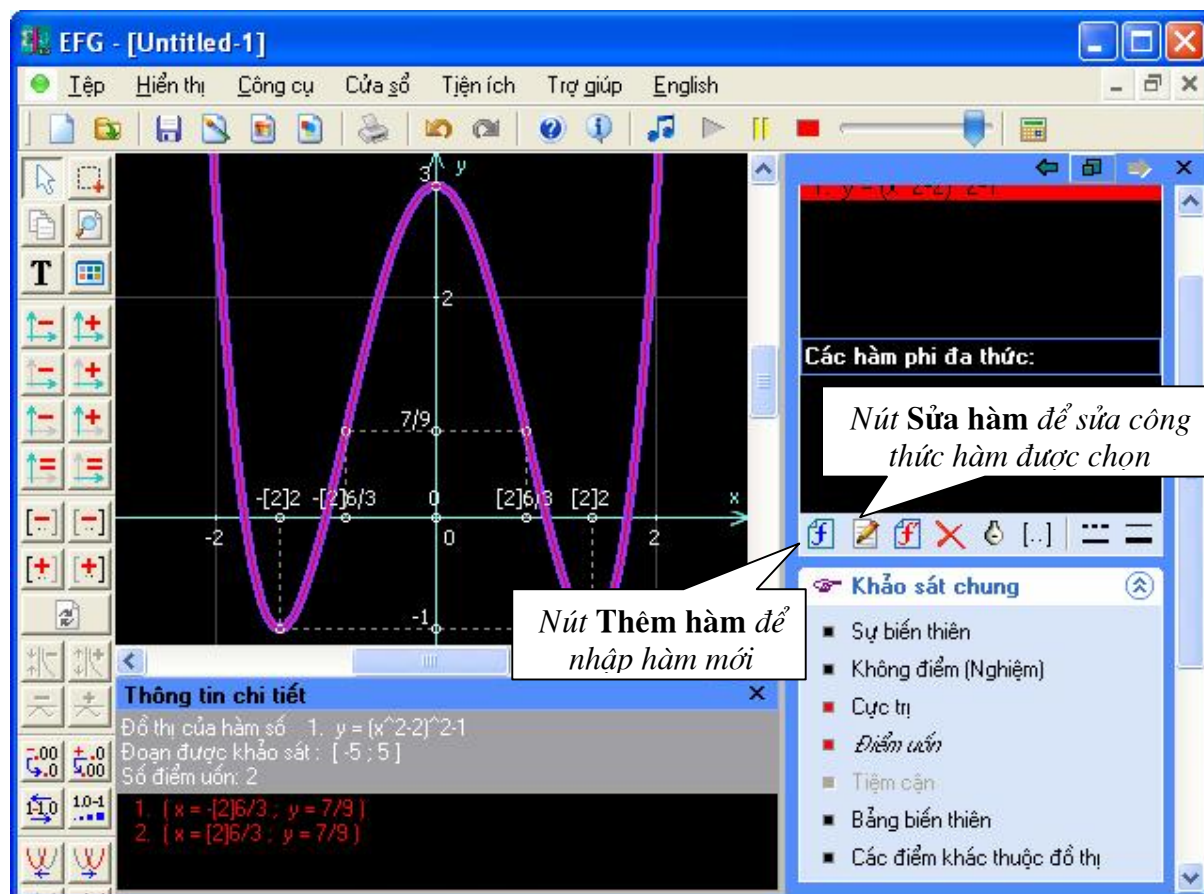 EFG - [Untitled-1]
Tệp Hiển thị Công cụ Cửa sổ Tiện ích Trợ giúp English
T
y
3
2
7/9
-[2]2 -[2]6/3 0 [2]6/3 [2]2 x
-2 0 2
-1
1. y = (x^2-2)^2-1
Các hàm phi đa thức:
Nút Sửa hàm để sửa công
thức hàm được chọn
[..]
Nút Thêm hàm để
nhập hàm mới
Khảo sát chung
Sự biến thiên
Không điểm (Nghiệm)
Cực trị
Điểm uốn
Tiệm cận
Bảng biến thiên
Các điểm khác thuộc đồ thị
Thông tin chi tiết
Đồ thị của hàm số 1. y = (x^2-2)^2-1
Đoạn được khảo sát : [ -5 ; 5 ]
Số điểm uốn: 2
1. ( x = -[2]6/3 ; y = 7/9 )
2. ( x = [2]6/3 ; y = 7/9 )